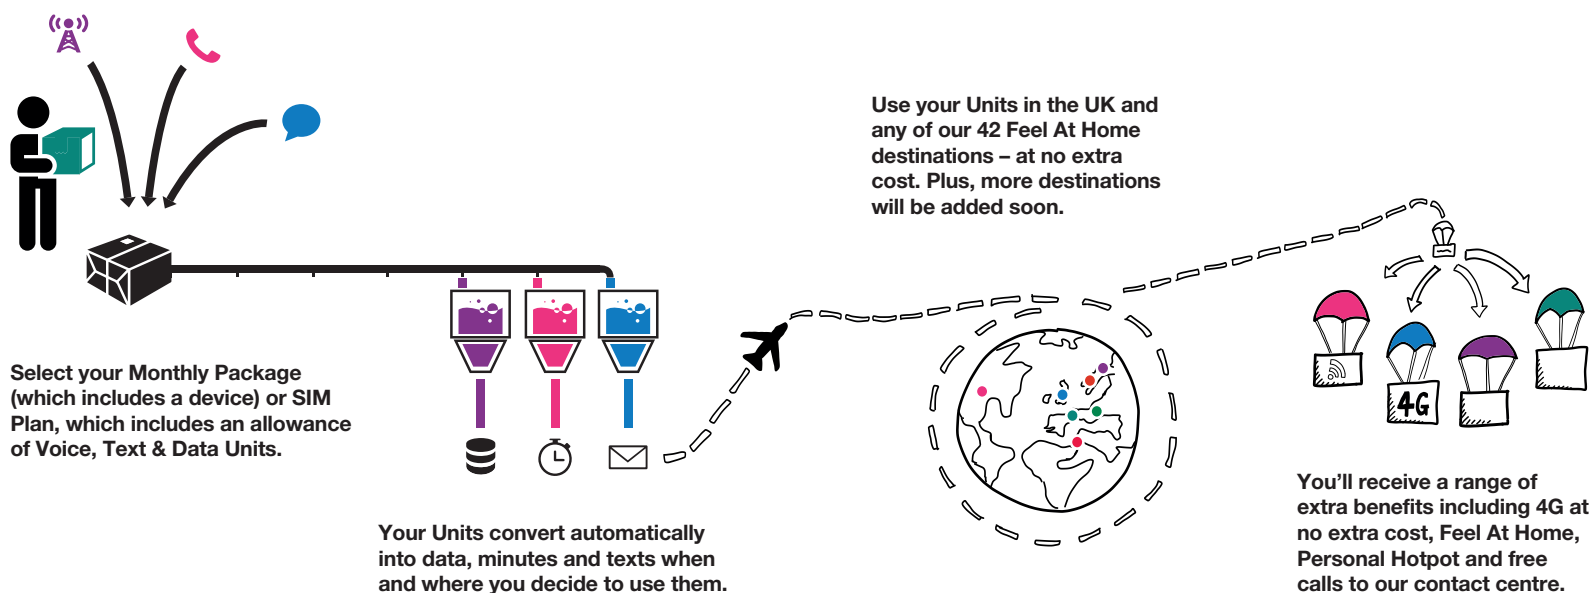 Select your Monthly Package
(which includes a device) or SIM
Plan, which includes an allowance
of Voice, Text & Data Units.
Your Units convert automatically
into data, minutes and texts when
and where you decide to use them.
Use your Units in the UK and
any of our 42 Feel At Home
destinations – at no extra
cost. Plus, more destinations
will be added soon.
4G
You’ll receive a range of
extra benefits including 4G at
no extra cost, Feel At Home,
Personal Hotpot and free
calls to our contact centre.